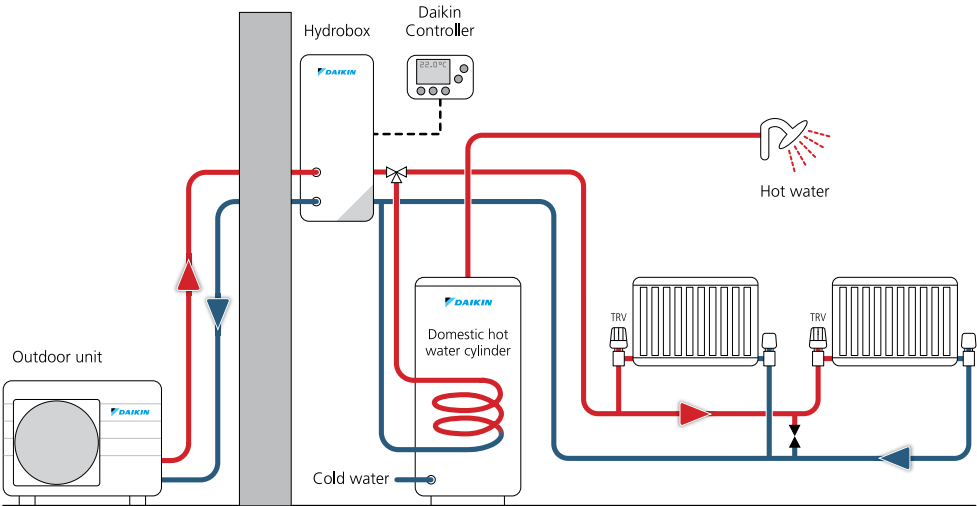 Daikin
Controller
Hydrobox
DAIKIN
22.0°C
Hot water
DAIKIN
Domestic hot
water cylinder
TRV
TRV
Outdoor unit
DAIKIN
Cold water